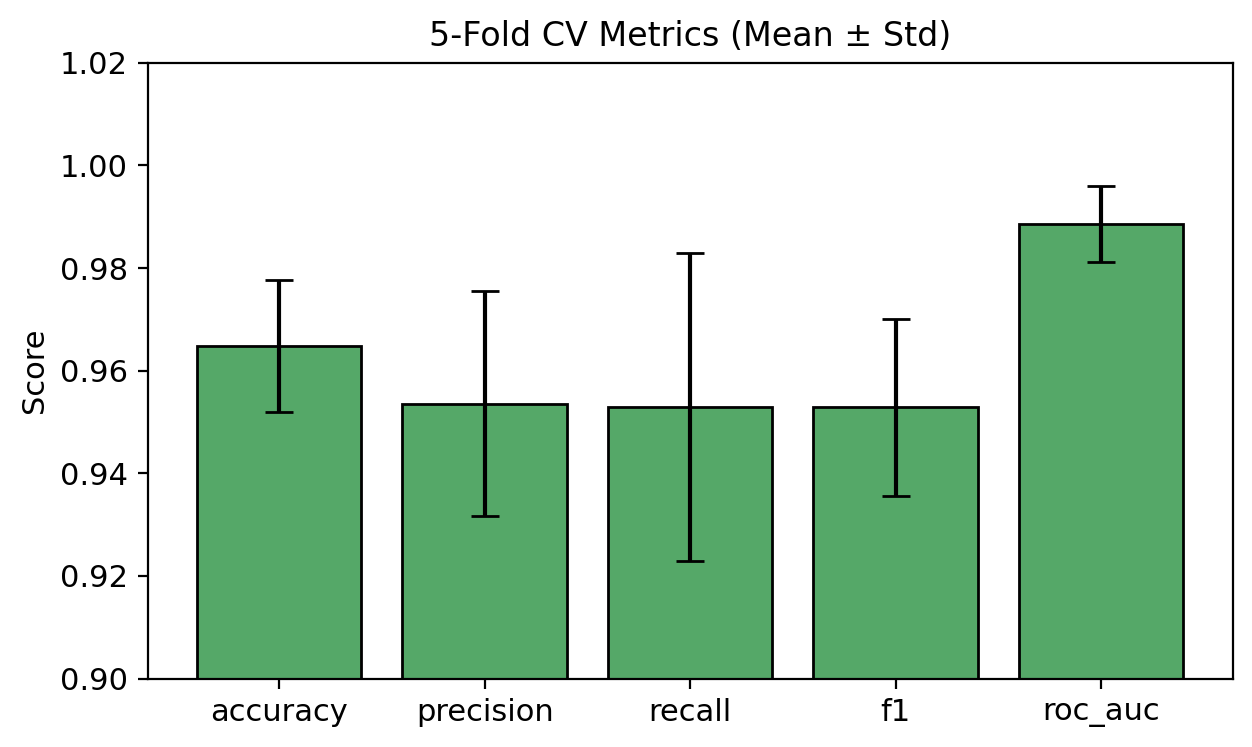 5-Fold CV Metrics (Mean ± Std)
1.02
1.00
0.98
0.96
0.94
0.92
0.90
Score
accuracy precision recall f1 roc_auc